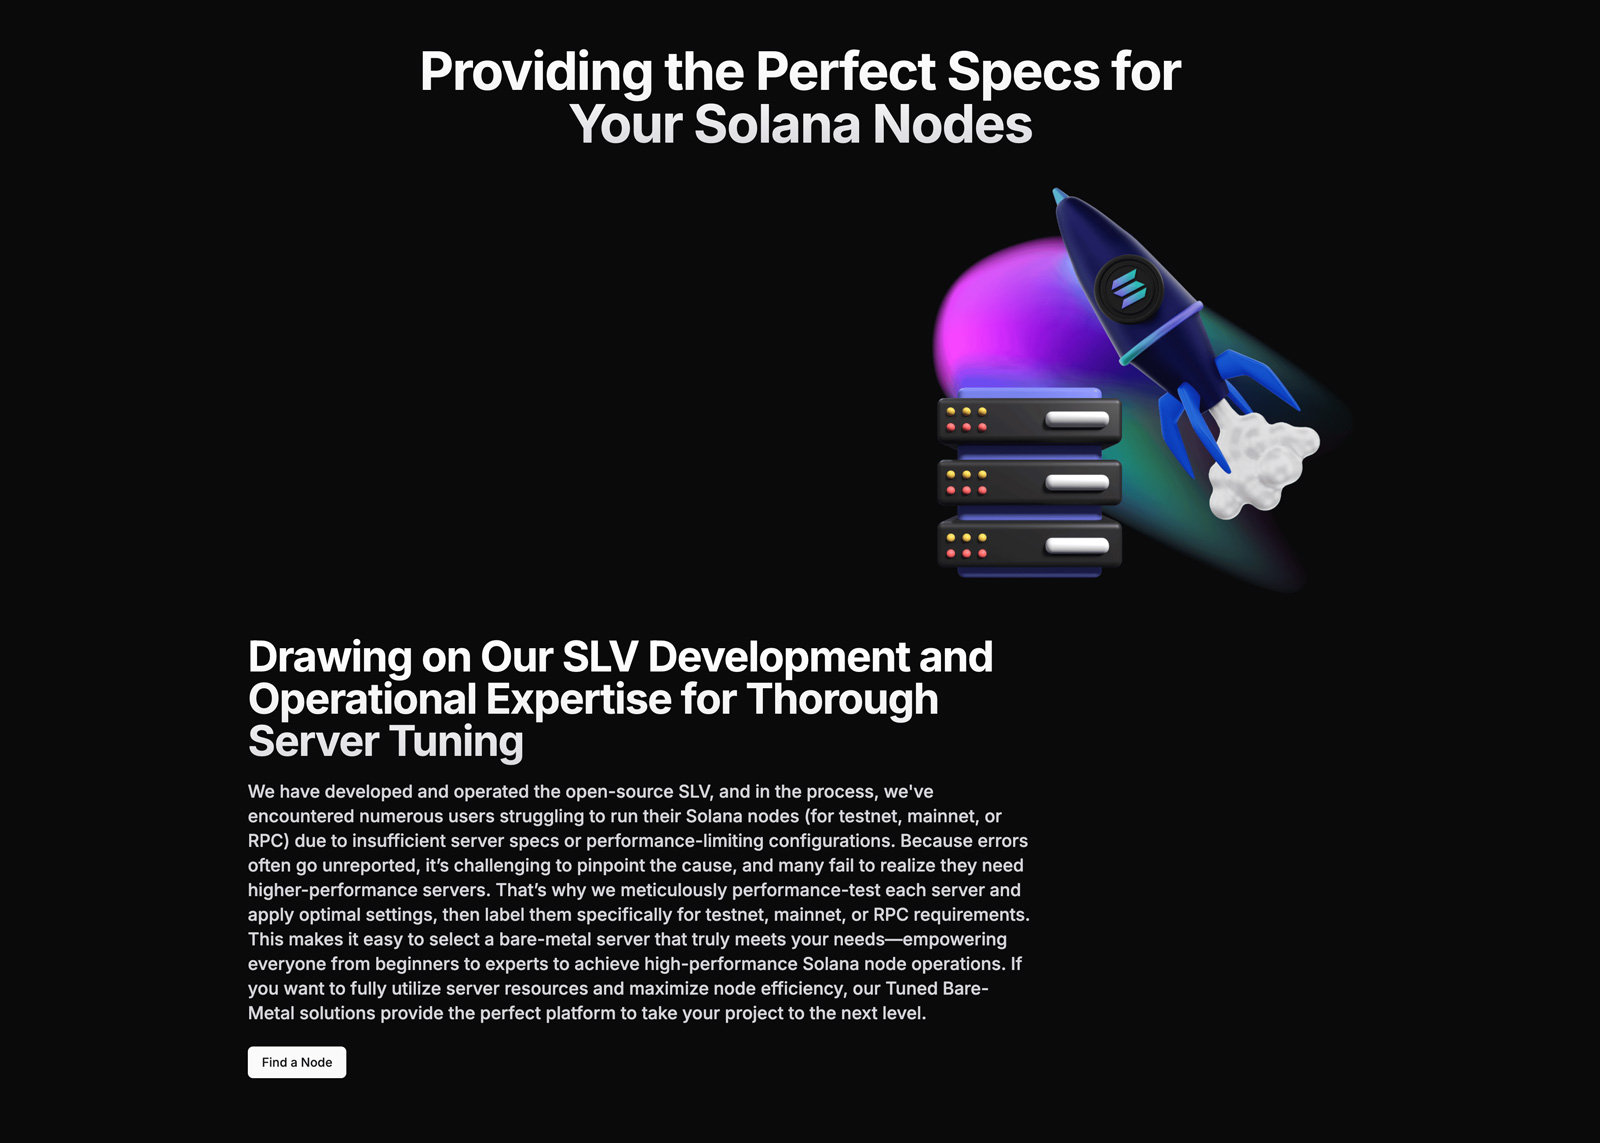 Providing the Perfect Specs for
Your Solana Nodes
Drawing on Our SLV Development and
Operational Expertise for Thorough
Server Tuning
We have developed and operated the open-source SLV, and in the process, we've
encountered numerous users struggling to run their Solana nodes (for testnet, mainnet, or
RPC) due to insufficient server specs or performance-limiting configurations. Because errors
often go unreported, it’s challenging to pinpoint the cause, and many fail to realize they need
higher-performance servers. That’s why we meticulously performance-test each server and
apply optimal settings, then label them specifically for testnet, mainnet, or RPC requirements.
This makes it easy to select a bare-metal server that truly meets your needs—empowering
everyone from beginners to experts to achieve high-performance Solana node operations. If
you want to fully utilize server resources and maximize node efficiency, our Tuned Bare-
Metal solutions provide the perfect platform to take your project to the next level.
Find a Node